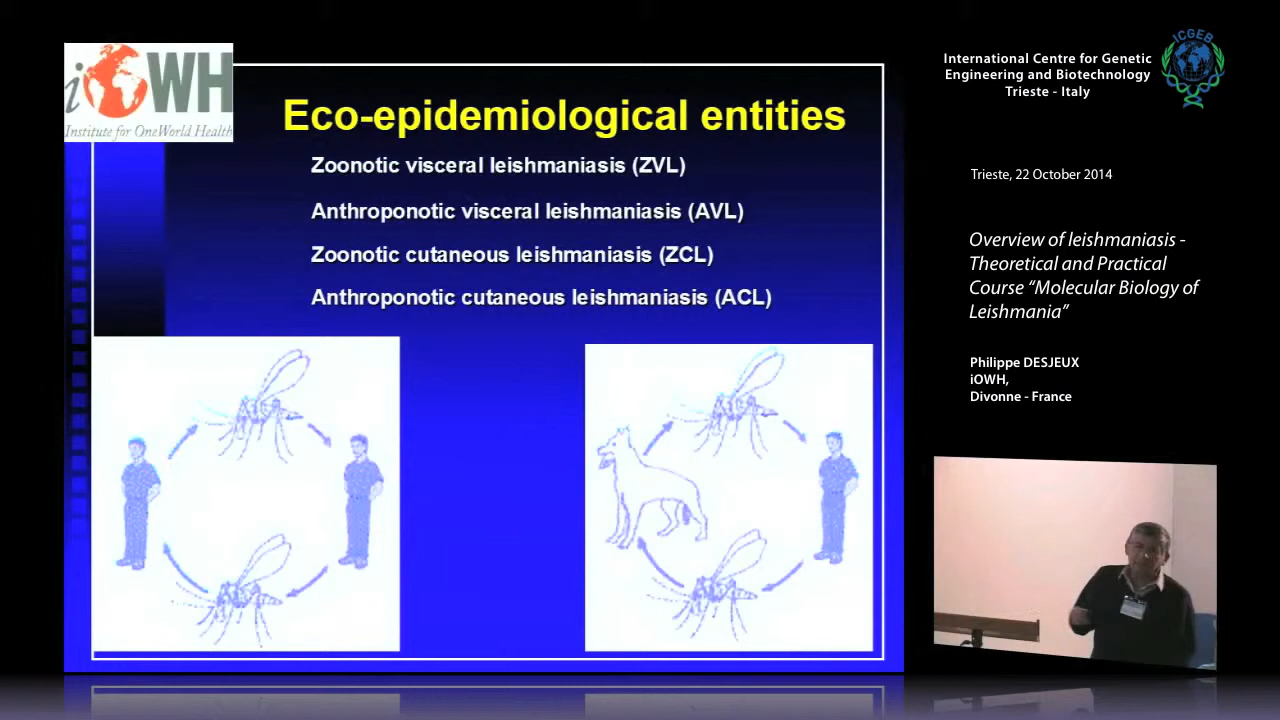 iOWH
Institute for OneWorld Health
Eco-epidemiological entities
Zoonotic visceral leishmaniasis (ZVL)
Anthroponotic visceral leishmaniasis (AVL)
Zoonotic cutaneous leishmaniasis (ZCL)
Anthroponotic cutaneous leishmaniasis (ACL)
ICGEB
International Centre for Genetic
Engineering and Biotechnology
Trieste - Italy
Trieste, 22 October 2014
Overview of leishmaniasis -
Theoretical and Practical
Course “Molecular Biology of
Leishmania”
Philippe DESJEUX
iOWH,
Divonne - France